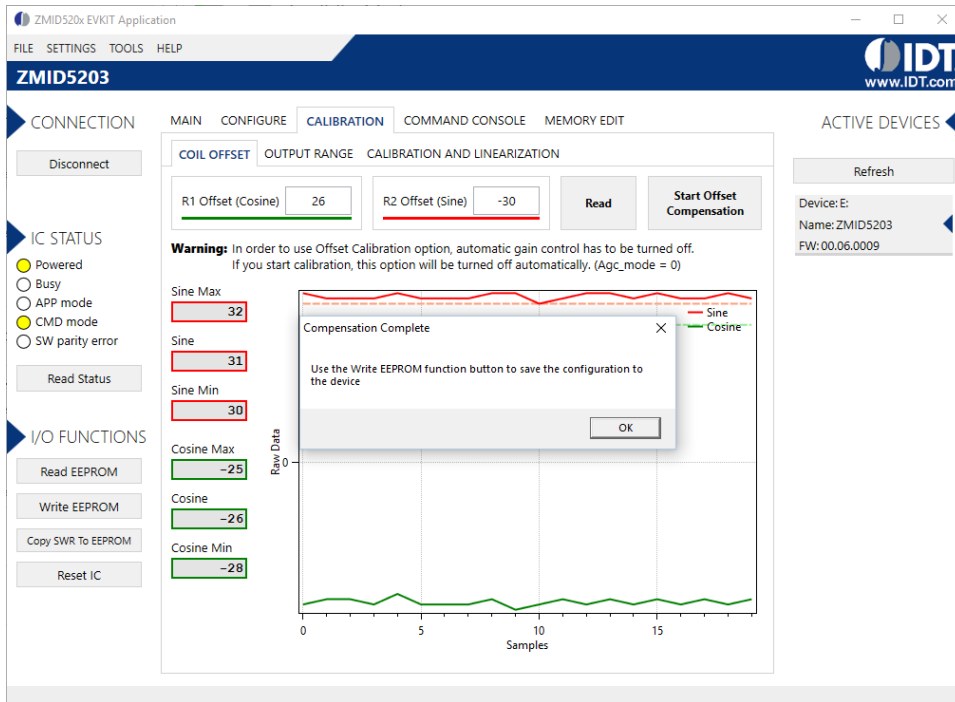 ZMID520x EVKIT Application
FILE SETTINGS TOOLS HELP
ZMID5203
IDT
www.IDT.com
CONNECTION
Disconnect
IC STATUS
Powered
Busy
APP mode
CMD mode
SW parity error
Read Status
I/O FUNCTIONS
Read EEPROM
Write EEPROM
Copy SWR To EEPROM
Reset IC
MAIN CONFIGURE CALIBRATION COMMAND CONSOLE MEMORY EDIT
COIL OFFSET OUTPUT RANGE CALIBRATION AND LINEARIZATION
R1 Offset (Cosine) 26
R2 Offset (Sine) -30
Read
Start Offset
Compensation
Warning: In order to use Offset Calibration option, automatic gain control has to be turned off.
If you start calibration, this option will be turned off automatically. (Agc_mode = 0)
Sine Max
32
Sine
31
Sine Min
30
Cosine Max
-25
Cosine
-26
Cosine Min
-28
Sine
Cosine
Compensation Complete
Use the Write EEPROM function button to save the configuration to
the device
OK
Raw Data
0
0 5 10 15
Samples
ACTIVE DEVICES
Refresh
Device: E:
Name: ZMID5203
FW: 00.06.0009